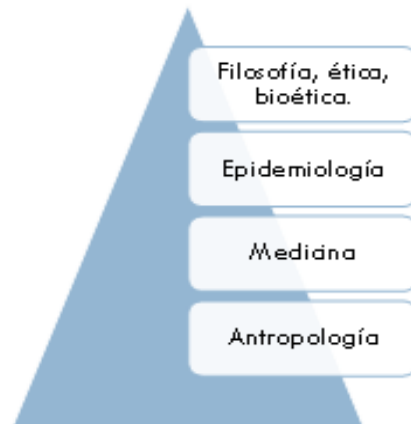 Filosofía, ética,
bioética.
Epidemiología
Medicina
Antropología